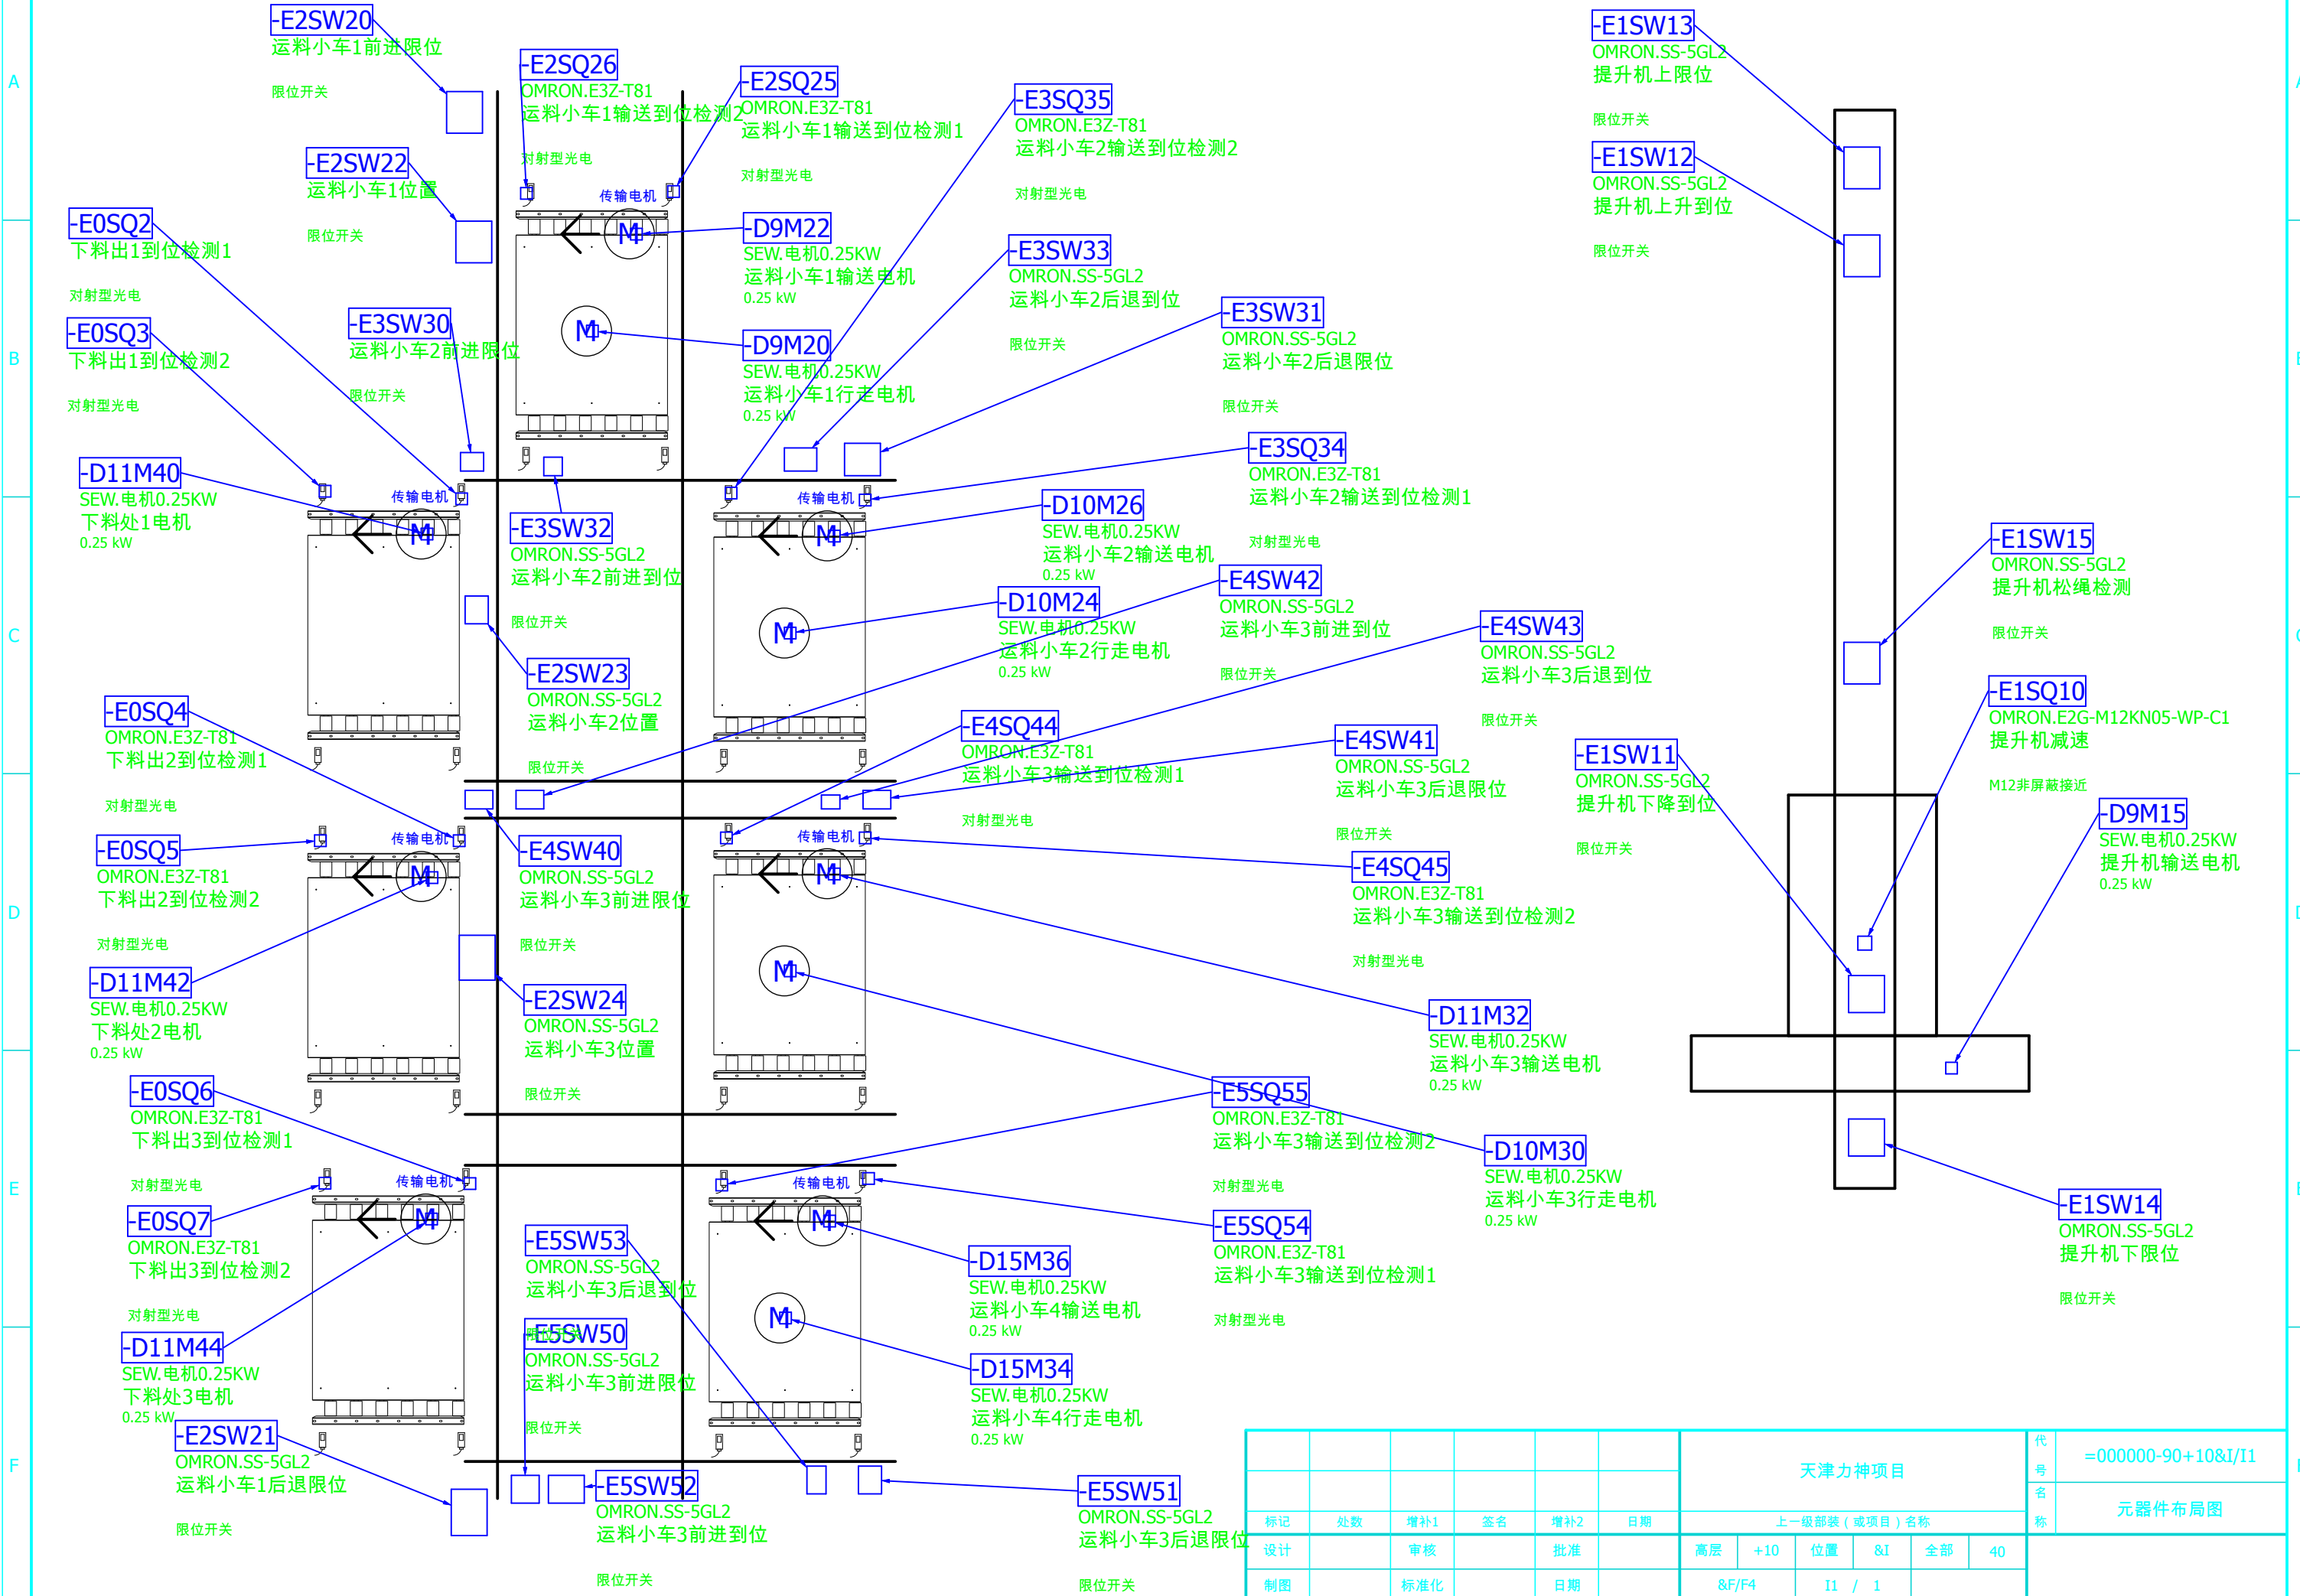 -E2SW20
运料小车1前进限位
限位开关
-E2SQ26
OMRON.E3Z-T81
运料小车1输送到位检测2
对射型光电
-E2SQ25
OMRON.E3Z-T81
运料小车1输送到位检测1
对射型光电
-E3SQ35
OMRON.E3Z-T81
运料小车2输送到位检测2
对射型光电
-E1SW13
OMRON.SS-5GL2
提升机上限位
限位开关
-E2SW22
运料小车1位置
限位开关
-E1SW12
OMRON.SS-5GL2
提升机上升到位
限位开关
传输电机
M
M
-E0SQ2
下料出1到位检测1
对射型光电
-D9M22
SEW.电机0.25KW
运料小车1输送电机
0.25 kW
-E3SW33
OMRON.SS-5GL2
运料小车2后退到位
限位开关
-E0SQ3
下料出1到位检测2
对射型光电
-E3SW30
运料小车2前进限位
限位开关
-D9M20
SEW.电机0.25KW
运料小车1行走电机
0.25 kW
-E3SW31
OMRON.SS-5GL2
运料小车2后退限位
限位开关
-D11M40
SEW.电机0.25KW
下料处1电机
0.25 kW
传输电机
M
-E3SW32
OMRON.SS-5GL2
运料小车2前进到位
限位开关
传输电机
M
M
-E3SQ34
OMRON.E3Z-T81
运料小车2输送到位检测1
对射型光电
-D10M26
SEW.电机0.25KW
运料小车2输送电机
0.25 kW
-D10M24
SEW.电机0.25KW
运料小车2行走电机
0.25 kW
-E4SW42
OMRON.SS-5GL2
运料小车3前进到位
限位开关
-E4SW43
OMRON.SS-5GL2
运料小车3后退到位
限位开关
-E1SW15
OMRON.SS-5GL2
提升机松绳检测
限位开关
-E2SW23
OMRON.SS-5GL2
运料小车2位置
限位开关
-E0SQ4
OMRON.E3Z-T81
下料出2到位检测1
对射型光电
-E4SQ44
OMRON.E3Z-T81
运料小车3输送到位检测1
对射型光电
-E4SW41
OMRON.SS-5GL2
运料小车3后退限位
限位开关
-E1SW11
OMRON.SS-5GL2
提升机下降到位
限位开关
-E1SQ10
OMRON.E2G-M12KN05-WP-C1
提升机减速
M12非屏蔽接近
-D9M15
SEW.电机0.25KW
提升机输送电机
0.25 kW
-E0SQ5
OMRON.E3Z-T81
下料出2到位检测2
对射型光电
传输电机
M
-E4SW40
OMRON.SS-5GL2
运料小车3前进限位
限位开关
传输电机
M
M
-E4SQ45
OMRON.E3Z-T81
运料小车3输送到位检测2
对射型光电
-D11M42
SEW.电机0.25KW
下料处2电机
0.25 kW
-E2SW24
OMRON.SS-5GL2
运料小车3位置
限位开关
-D11M32
SEW.电机0.25KW
运料小车3输送电机
0.25 kW
-E0SQ6
OMRON.E3Z-T81
下料出3到位检测1
对射型光电
-E5SQ55
OMRON.E3Z-T81
运料小车3输送到位检测2
对射型光电
-D10M30
SEW.电机0.25KW
运料小车3行走电机
0.25 kW
-E0SQ7
OMRON.E3Z-T81
下料出3到位检测2
对射型光电
传输电机
M
传输电机
M
M
-E5SW53
OMRON.SS-5GL2
运料小车3后退到位
限位开关
-E5SQ54
OMRON.E3Z-T81
运料小车3输送到位检测1
对射型光电
-E1SW14
OMRON.SS-5GL2
提升机下限位
限位开关
-D15M36
SEW.电机0.25KW
运料小车4输送电机
0.25 kW
-D11M44
SEW.电机0.25KW
下料处3电机
0.25 kW
-E5SW50
OMRON.SS-5GL2
运料小车3前进限位
限位开关
-D15M34
SEW.电机0.25KW
运料小车4行走电机
0.25 kW
-E2SW21
OMRON.SS-5GL2
运料小车1后退限位
限位开关
-E5SW52
OMRON.SS-5GL2
运料小车3前进到位
限位开关
-E5SW51
OMRON.SS-5GL2
运料小车3后退限位
限位开关
A
B
C
D
E
F
天津力神项目
代号
=000000-90+10&I/I1
名称
元器件布局图
标记 处数 增补1 签名 增补2 日期 上一级部装（或项目）名称
设计 审核 批准 高层 +10 位置 &I 全部 40
制图 标准化 日期 &F/F4 I1 / 1